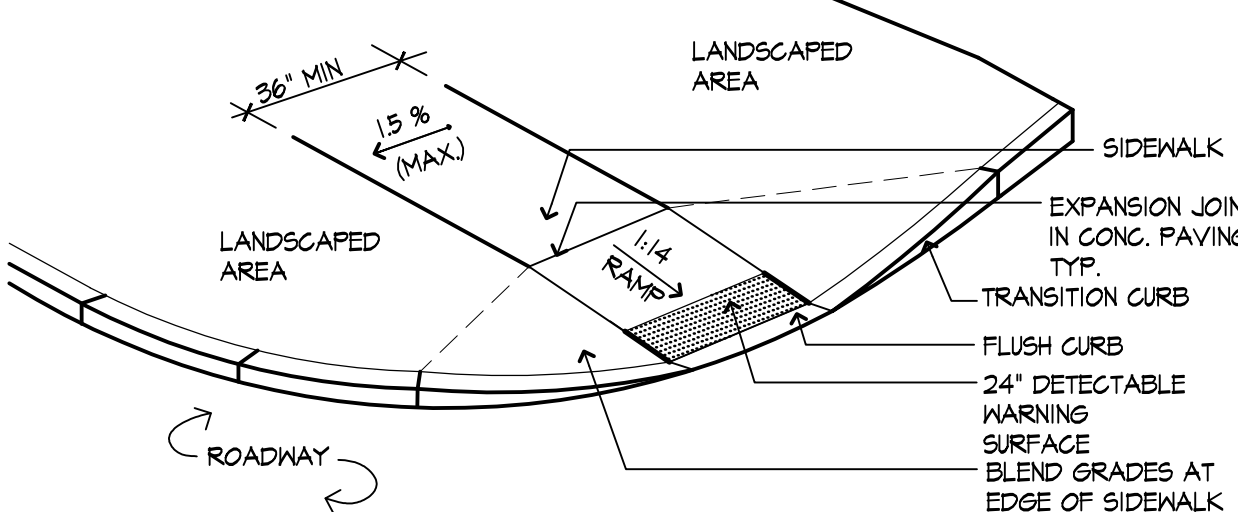 LANDSCAPED
AREA
36" MIN
1.5 %
(MAX.)
SIDEWALK
EXPANSION JOIN
IN CONC. PAVING
TYP.
LANDSCAPED
AREA
1:14
RAMP
TRANSITION CURB
FLUSH CURB
24" DETECTABLE
WARNING
SURFACE
ROADWAY
BLEND GRADES AT
EDGE OF SIDEWALK